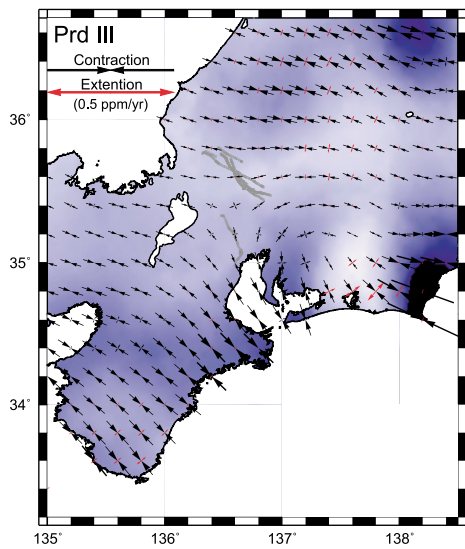 Prd III
Contraction
Extention
(0.5 ppm/yr)
36°
35°
34°
135° 136° 137° 138°